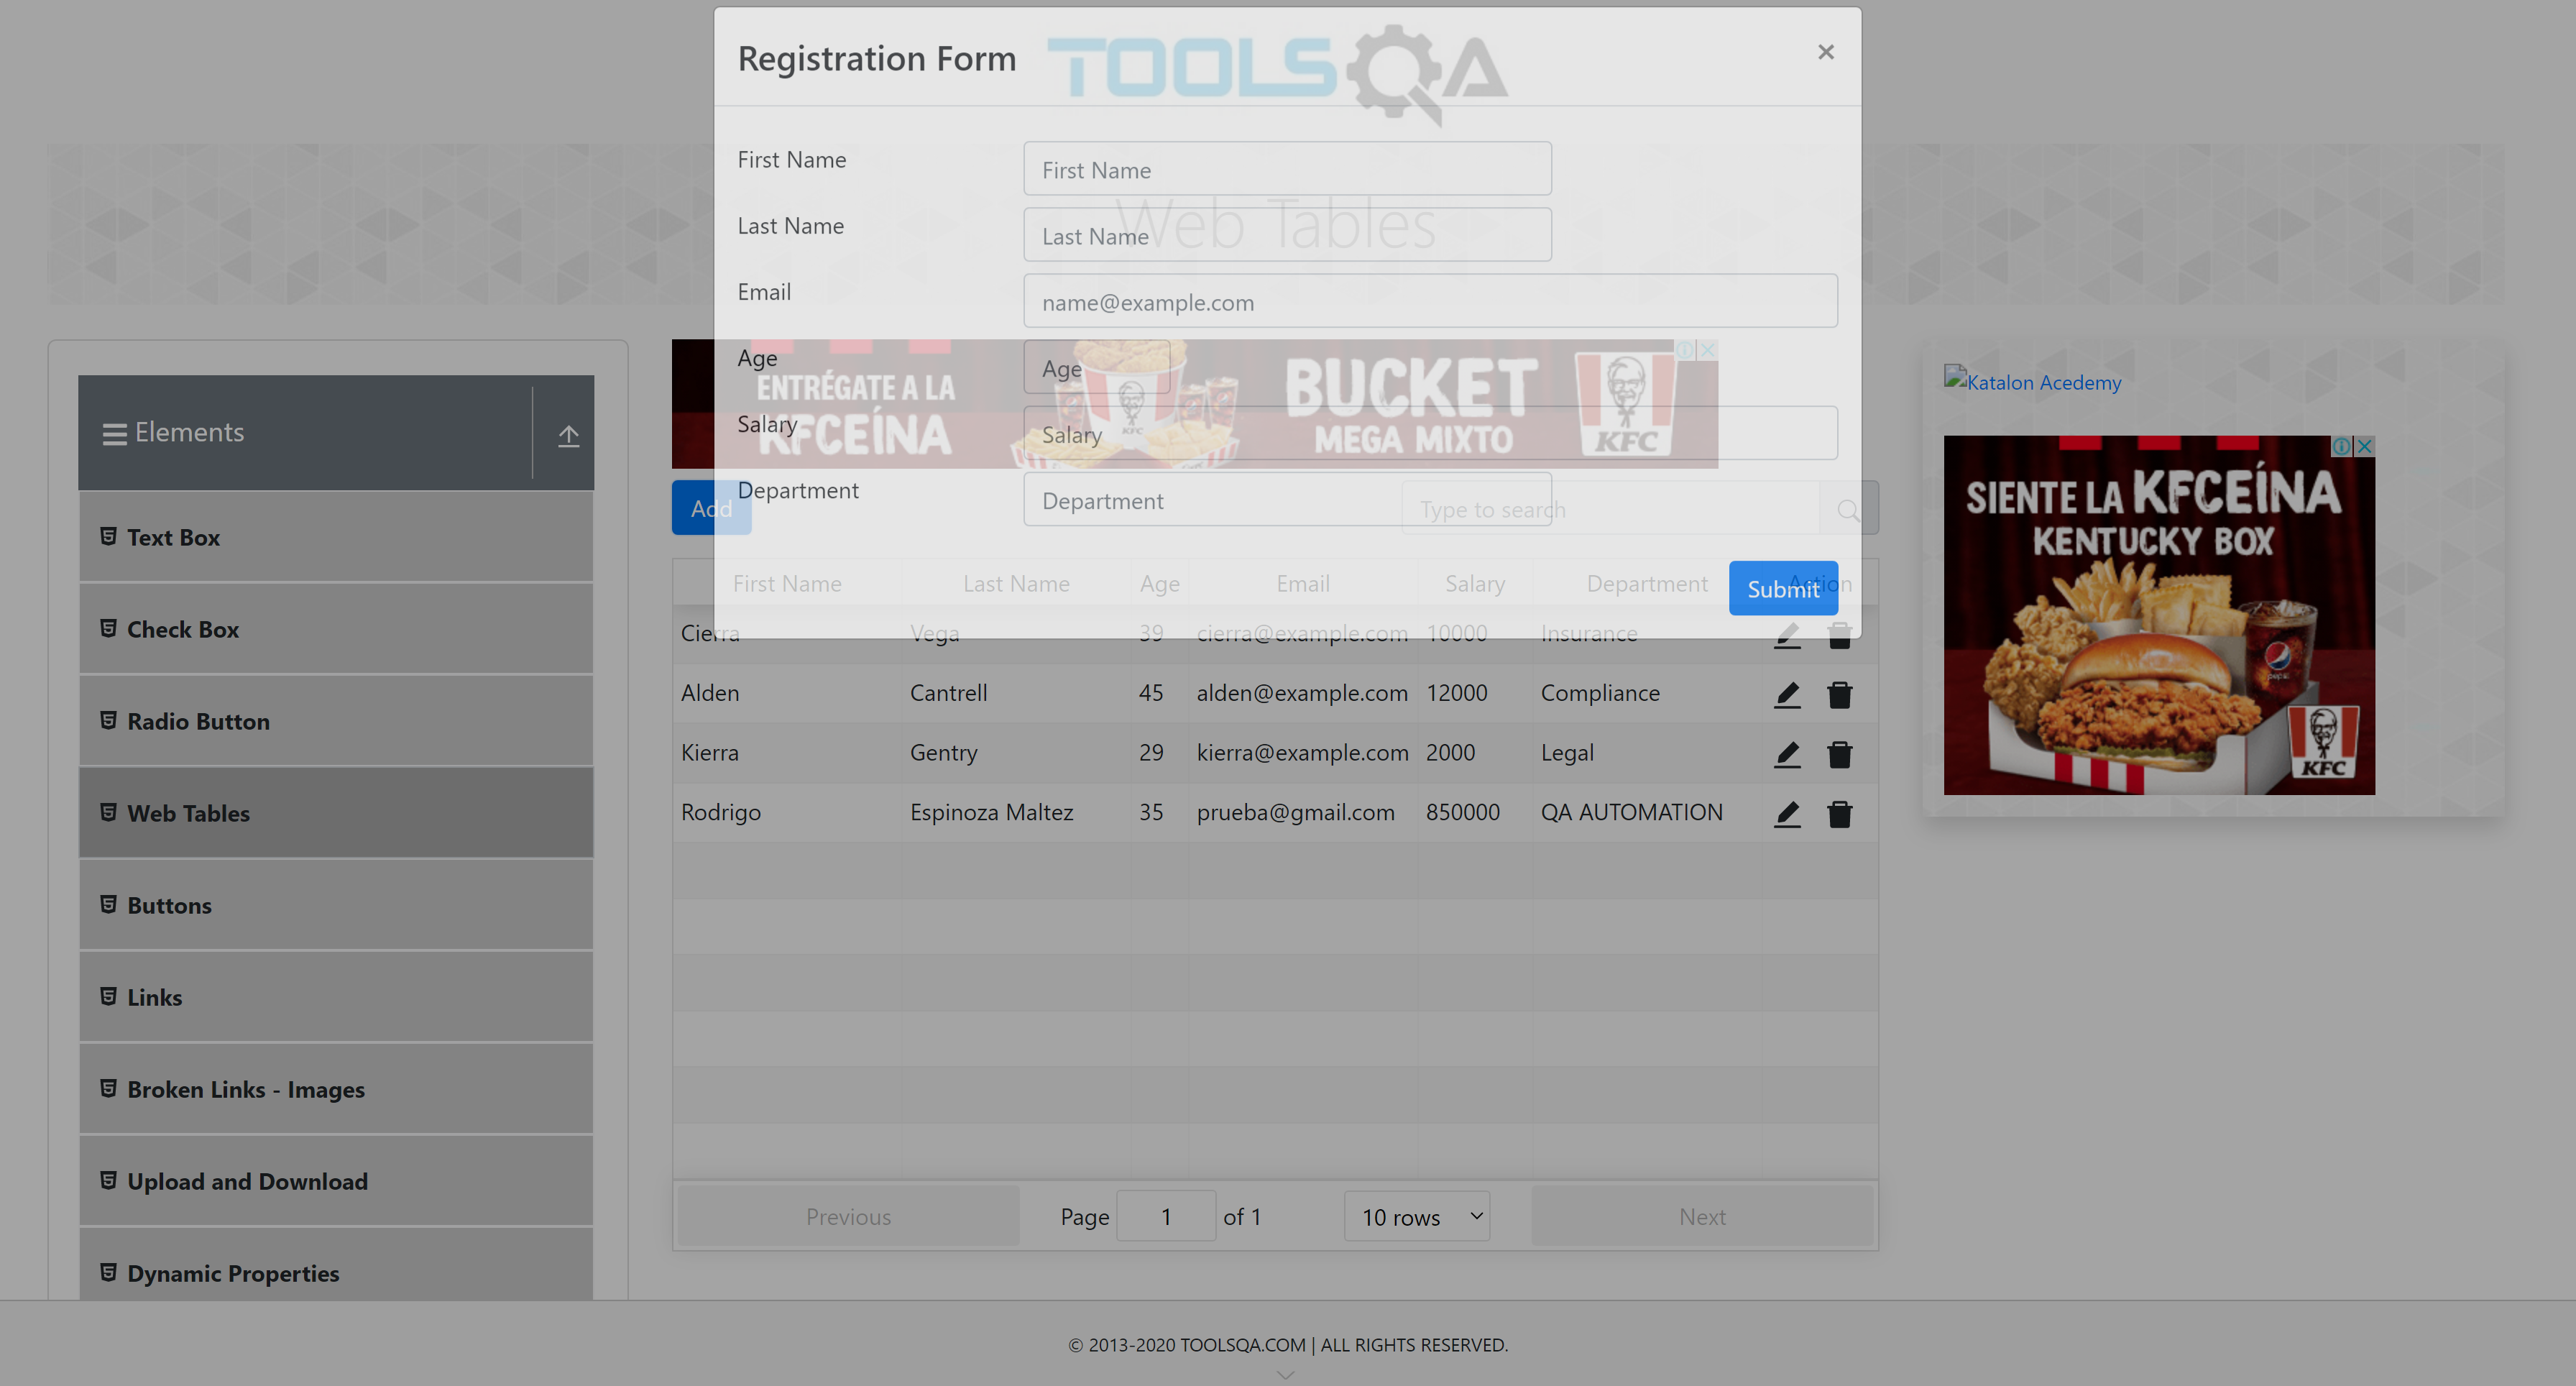 TOOLSQA
Registration Form
×
Web Tables
First Name
First Name
Last Name
Last Name
Email
name@example.com
Age
Age
Salary
Salary
Department
Department
Submit
ENTRÉGATE A LA
KFCEÍNA
KFC
BUCKET
MEGA MIXTO
KFC
Add
Type to search
First Name Last Name Age Email Salary Department Action
Cierra Vega 39 cierra@example.com 10000 Insurance
Alden Cantrell 45 alden@example.com 12000 Compliance
Kierra Gentry 29 kierra@example.com 2000 Legal
Rodrigo Espinoza Maltez 35 prueba@gmail.com 850000 QA AUTOMATION
Previous Page 1 of 1 10 rows Next
Elements
Text Box
Check Box
Radio Button
Web Tables
Buttons
Links
Broken Links - Images
Upload and Download
Dynamic Properties
Katalon Acedemy
SIENTE LA KFCEÍNA
KENTUCKY BOX
pepsi
KFC
© 2013-2020 TOOLSQA.COM | ALL RIGHTS RESERVED.